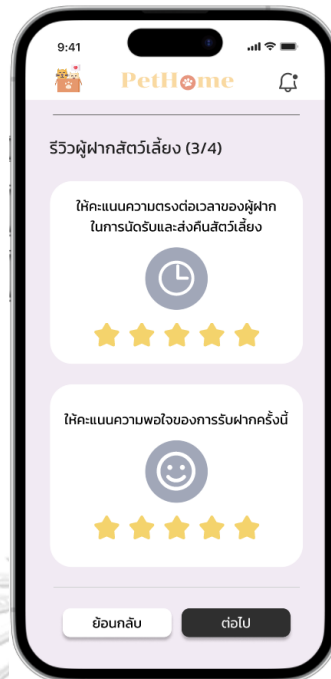 9:41
PetHome
รีวิวผู้ฝากสัตว์เลี้ยง (3/4)
ให้คะแนนความตรงต่อเวลาของผู้ฝาก
ในการนัดรับและส่งคืนสัตว์เลี้ยง
ให้คะแนนความพอใจของการรับฝากครั้งนี้
ย้อนกลับ
ต่อไป